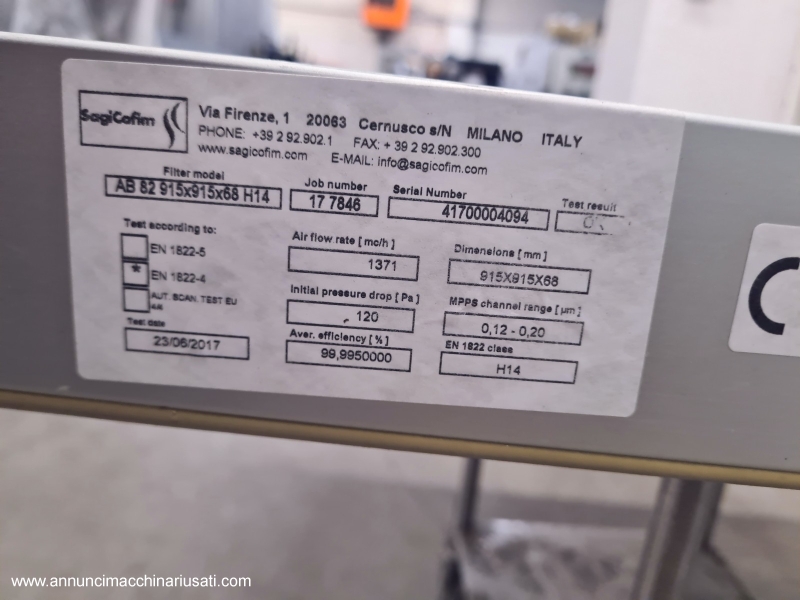 SagiCofim
Via Firenze, 1 20063 Cernusco s/N MILANO ITALY
PHONE: +39 2 92.902.1 FAX: + 39 2 92.902.300
www.sagicofim.com E-MAIL: info@sagicofim.com
Filter model Job number Serial Number Test result
AB 82 915x915x68 H14 17 7846 41700004094
Test according to: Air flow rate [ mc/h ] Dimensions [ mm ]
EN 1822-5 1371 915X915X68
* EN 1822-4 Initial pressure drop [ Pa ] MPPS channel range [ µm ]
AUT. SCAN. TEST EU 120 0,12 - 0,20
Test date Aver. efficiency [ % ] EN 1822 class
23/06/2017 99,9950000 H14
www.annuncimacchinariusati.com